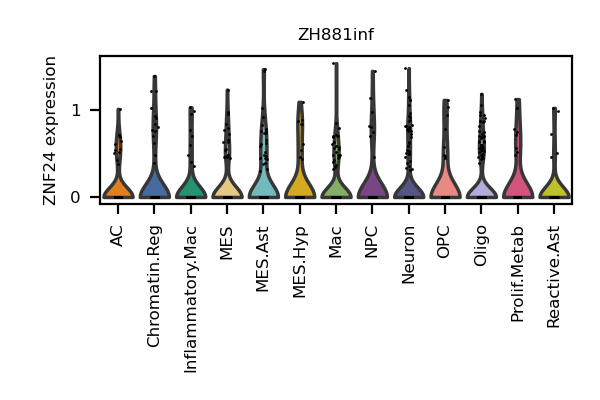 ZH881inf
ZNF24 expression
1
0
AC
Chromatin.Reg
Inflammatory.Mac
MES
MES.Ast
MES.Hyp
Mac
NPC
Neuron
OPC
Oligo
Prolif.Metab
Reactive.Ast